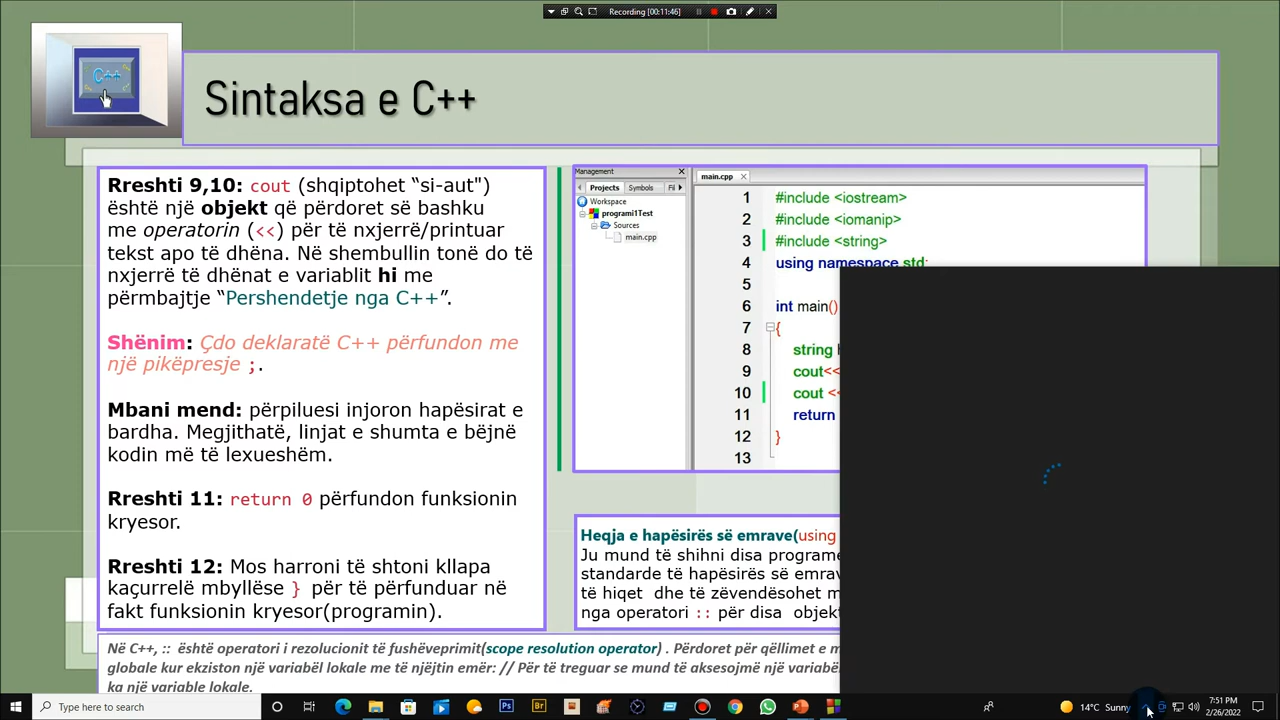 Recording [00:11:46]
C++
Sintaksa e C++
Rreshti 9,10: cout (shqiptohet “si-aut")
është një objekt që përdoret së bashku
me operatorin (<<) për të nxjerrë/printuar
tekst apo të dhëna. Në shembullin tonë do të
nxjerrë të dhënat e variablit hi me
përmbajtje “Pershendetje nga C++”.
Shënim: Çdo deklaratë C++ përfundon me
një pikëpresje ;.
Mbani mend: përpiluesi injoron hapësirat e
bardha. Megjithatë, linjat e shumta e bëjnë
kodin më të lexueshëm.
Rreshti 11: return 0 përfundon funksionin
kryesor.
Rreshti 12: Mos harroni të shtoni kllapa
kaçurrelë mbyllëse } për të përfunduar në
fakt funksionin kryesor(programin).
Management
Projects Symbols Fil
Workspace
programi1Test
Sources
main.cpp
main.cpp
1 #include <iostream>
2 #include <iomanip>
3 #include <string>
4 using namespace std;
5
6 int main()
7 {
8 string
9 cout<<
10 cout <
11 return
12 }
13
Heqja e hapësirës së emrave(using
Ju mund të shihni disa programe
standarde të hapësirës së emrav
të hiqet dhe të zëvendësohet m
nga operatori :: për disa objekt
Në C++, :: është operatori i rezolucionit të fushëveprimit(scope resolution operator) . Përdoret për qëllimet e m
globale kur ekziston një variabël lokale me të njëjtin emër: // Për të treguar se mund të aksesojmë një variabë
ka një variable lokale.
Type here to search
Ps
Br
14°C Sunny
7:51 PM
2/26/2022